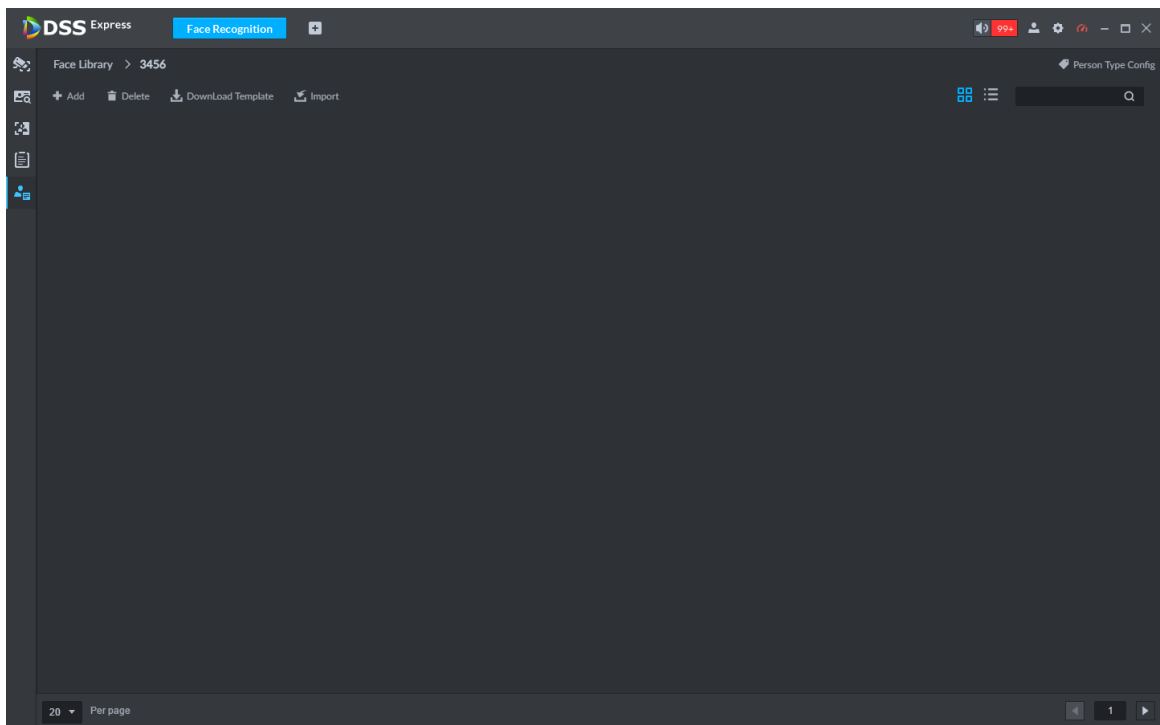 DSS Express Face Recognition 99+
Face Library > 3456 Person Type Config
Add Delete DownLoad Template Import
20 Per page 1